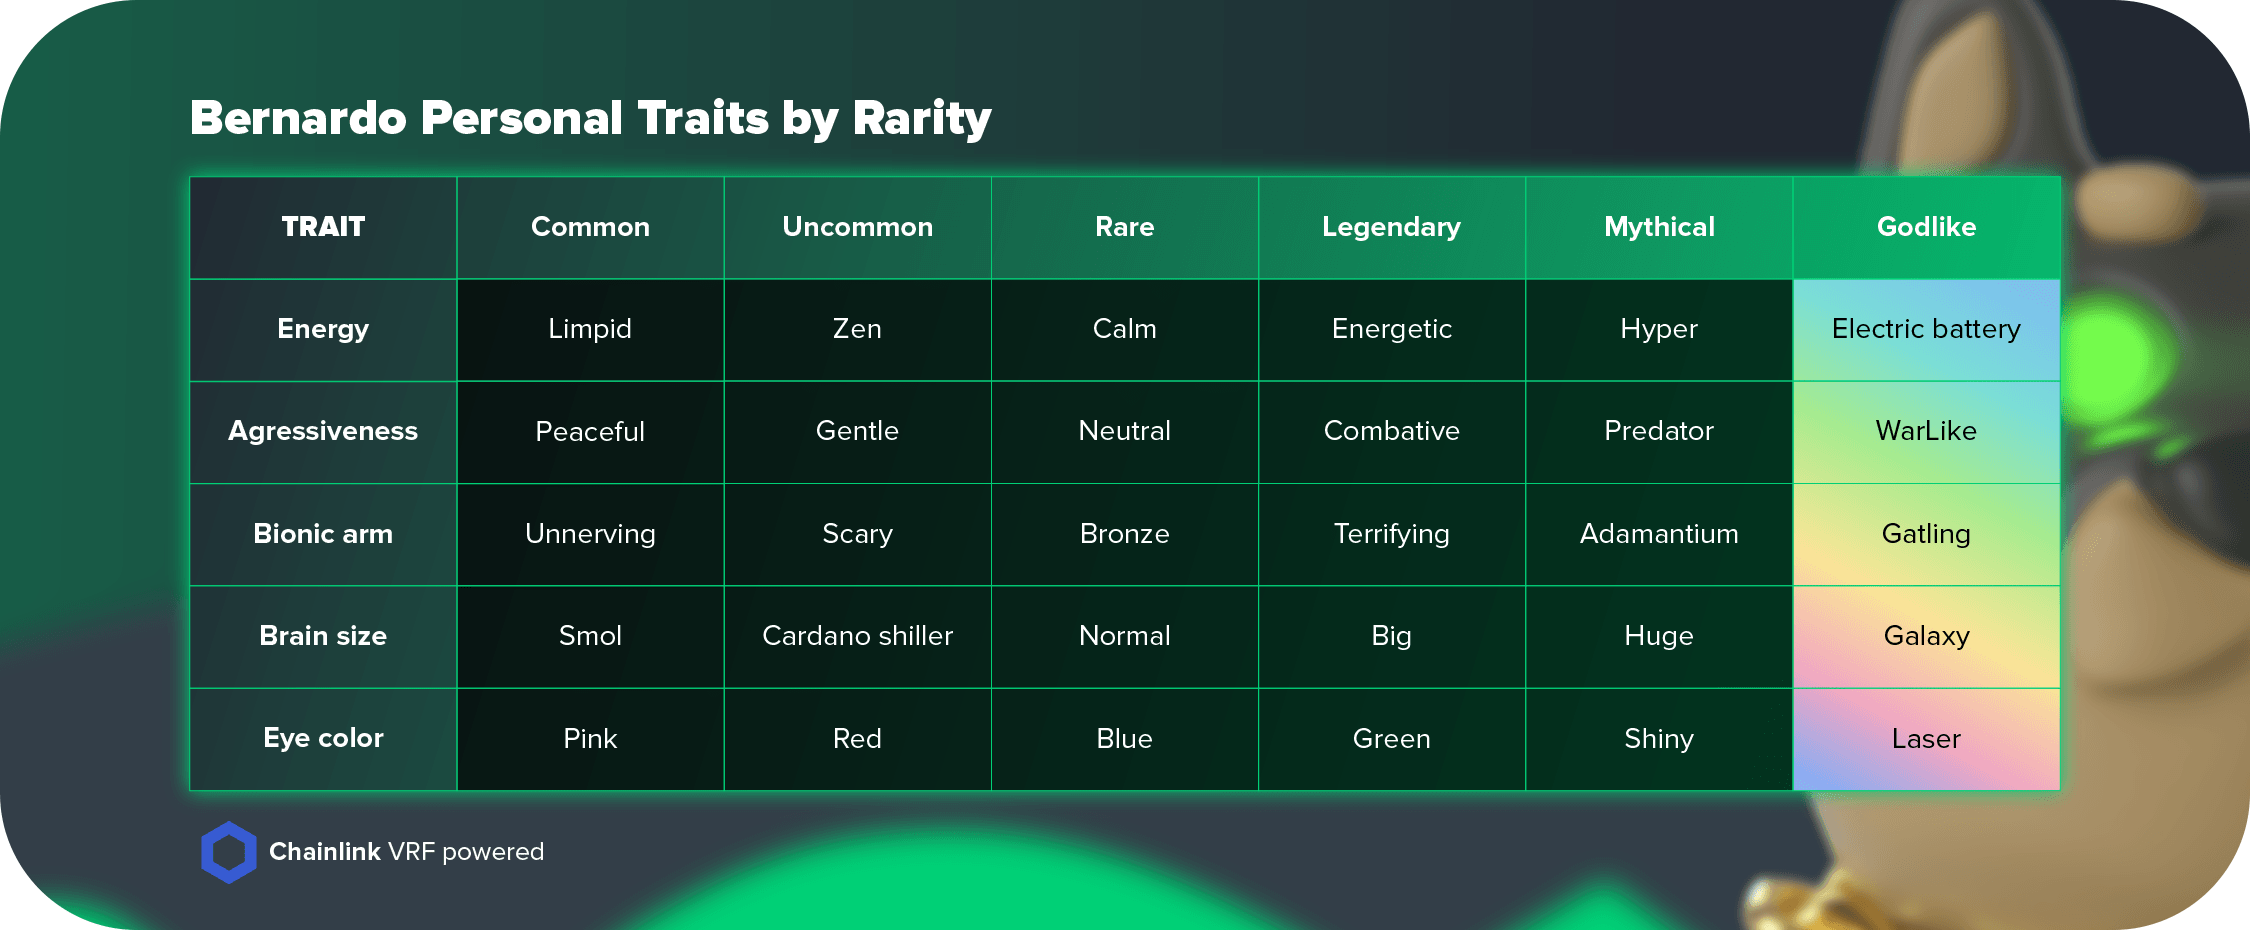 Bernardo Personal Traits by Rarity
TRAIT Common Uncommon Rare Legendary Mythical Godlike
Energy Limpid Zen Calm Energetic Hyper Electric battery
Agressiveness Peaceful Gentle Neutral Combative Predator WarLike
Bionic arm Unnerving Scary Bronze Terrifying Adamantium Gatling
Brain size Smol Cardano shiller Normal Big Huge Galaxy
Eye color Pink Red Blue Green Shiny Laser
Chainlink VRF powered